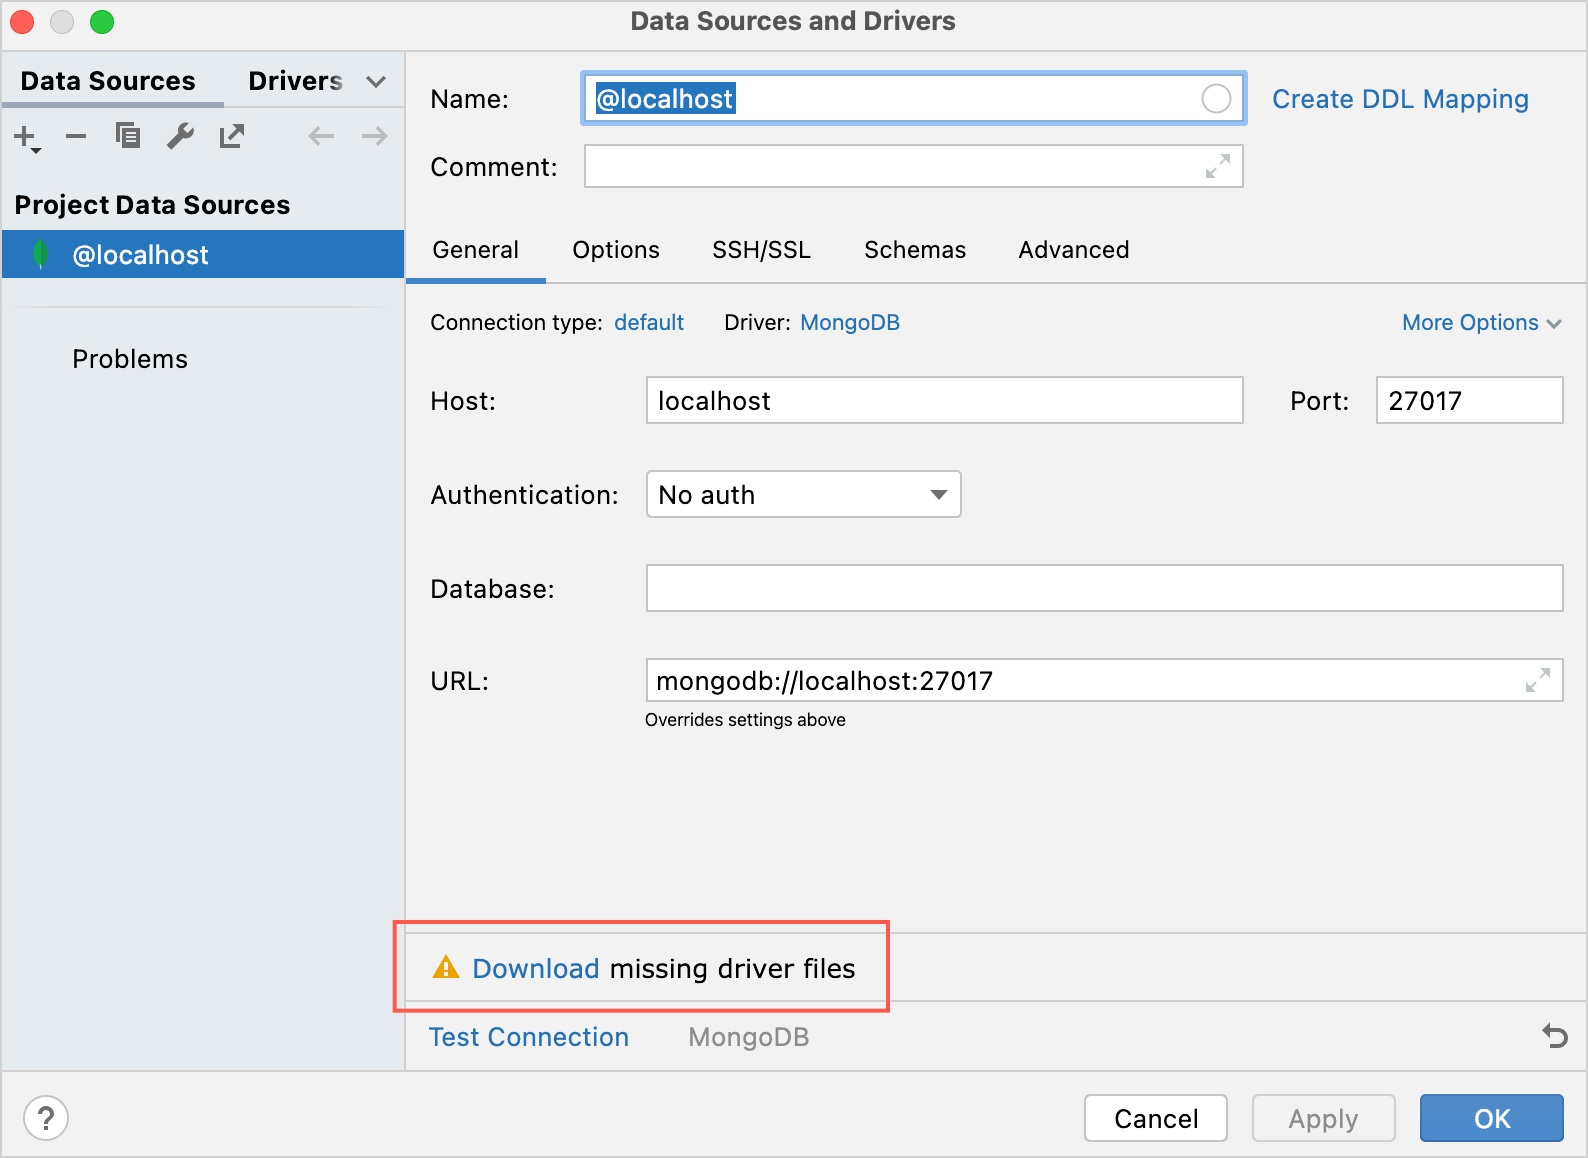 Data Sources and Drivers
Data Sources Drivers
Project Data Sources
@localhost
Problems
Name: @localhost Create DDL Mapping
Comment:
General Options SSH/SSL Schemas Advanced
Connection type: default Driver: MongoDB More Options
Host: localhost Port: 27017
Authentication: No auth
Database:
URL: mongodb://localhost:27017
Overrides settings above
Download missing driver files
Test Connection MongoDB
? Cancel Apply OK